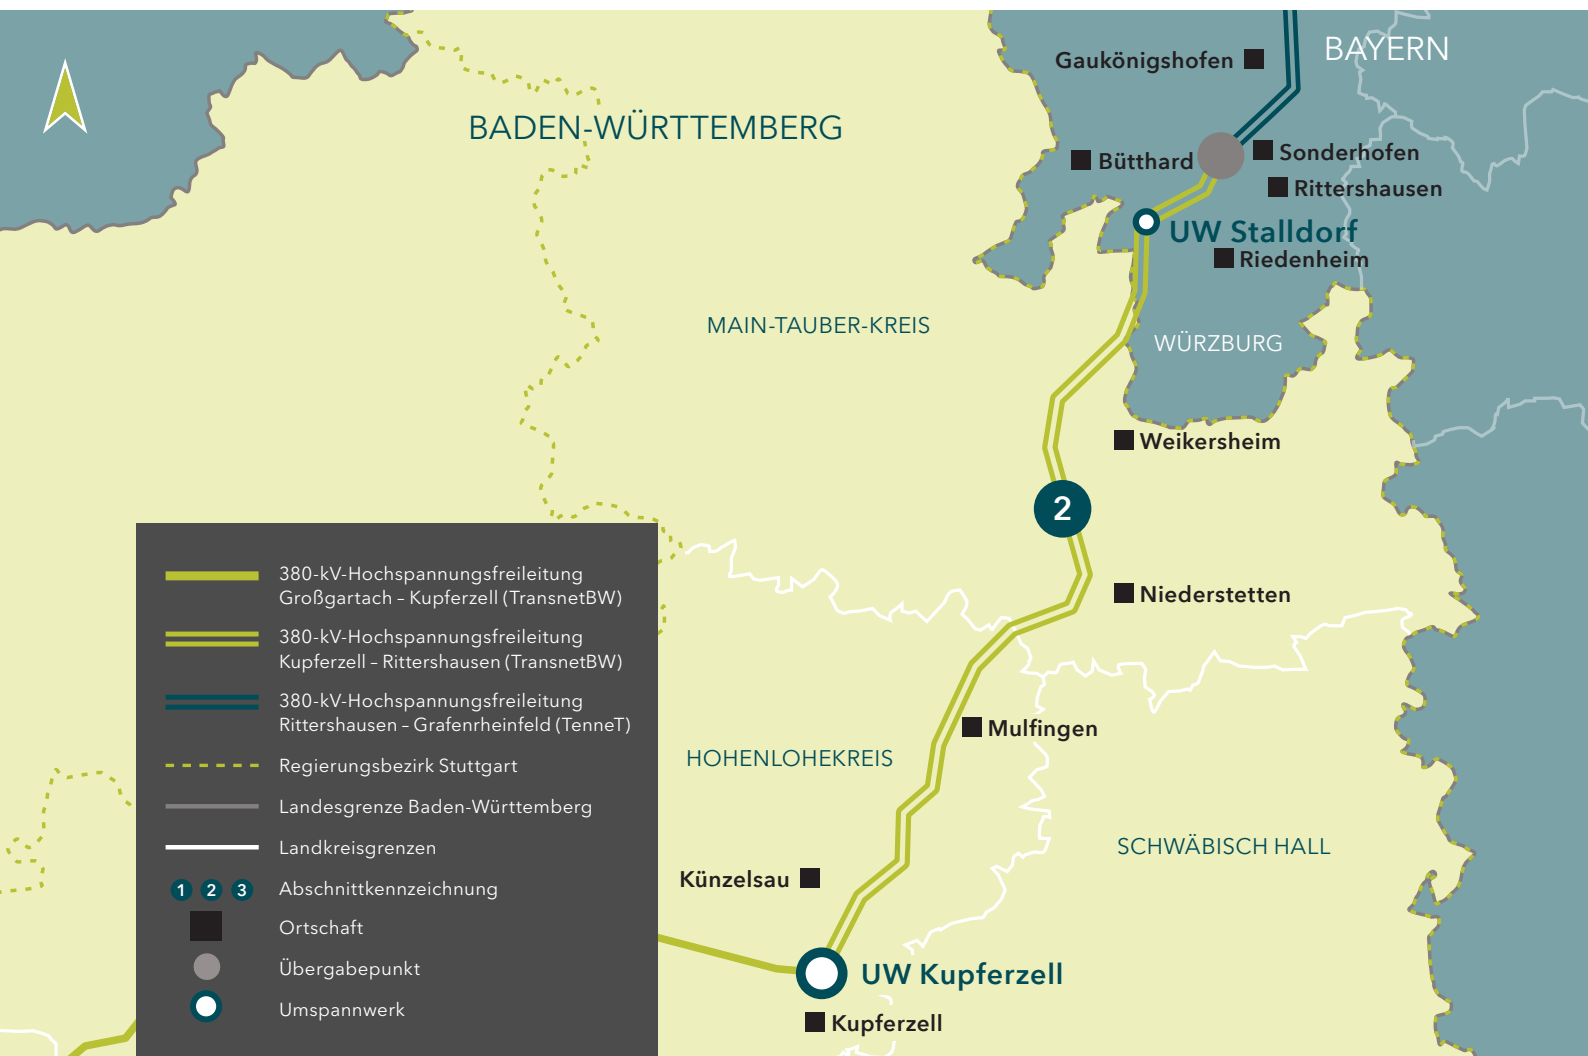 BAYERN
Gaukönigshofen
BADEN-WÜRTTEMBERG
Bütthard
Sonderhofen
Rittershausen
UW Stalldorf
Riedenheim
MAIN-TAUBER-KREIS
WÜRZBURG
Weikersheim
2
Niederstetten
Mulfingen
HOHENLOHEKREIS
SCHWÄBISCH HALL
Künzelsau
UW Kupferzell
Kupferzell
380-kV-Hochspannungsfreileitung
Großgartach – Kupferzell (TransnetBW)
380-kV-Hochspannungsfreileitung
Kupferzell – Rittershausen (TransnetBW)
380-kV-Hochspannungsfreileitung
Rittershausen – Grafenrheinfeld (TenneT)
Regierungsbezirk Stuttgart
Landesgrenze Baden-Württemberg
Landkreisgrenzen
1 2 3 Abschnittkennzeichnung
Ortschaft
Übergabepunkt
Umspannwerk